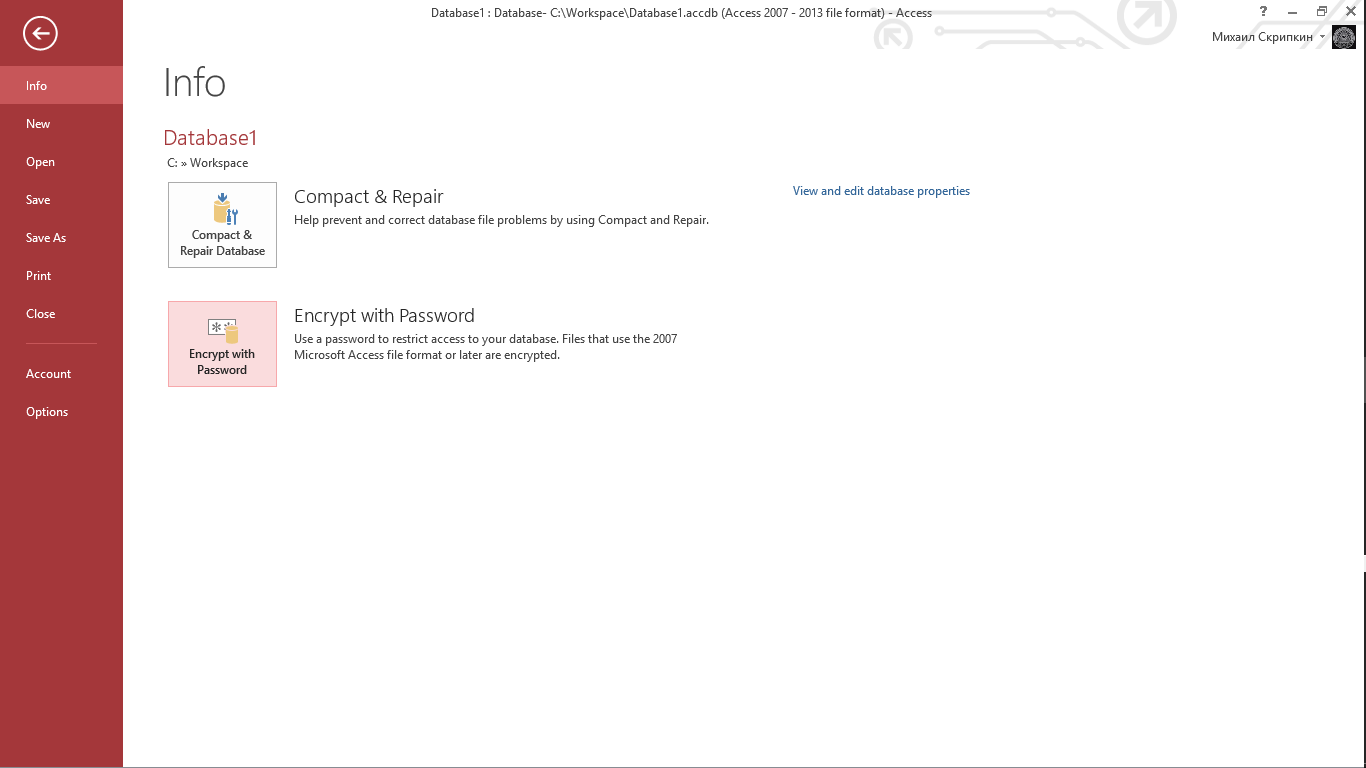 Database1 : Database- C:\Workspace\Database1.accdb (Access 2007 - 2013 file format) - Access
?
Михаил Скрипкин
Info
New
Open
Save
Save As
Print
Close
Account
Options
Info
Database1
C: » Workspace
Compact &
Repair Database
Compact & Repair
Help prevent and correct database file problems by using Compact and Repair.
View and edit database properties
**
Encrypt with
Password
Encrypt with Password
Use a password to restrict access to your database. Files that use the 2007
Microsoft Access file format or later are encrypted.